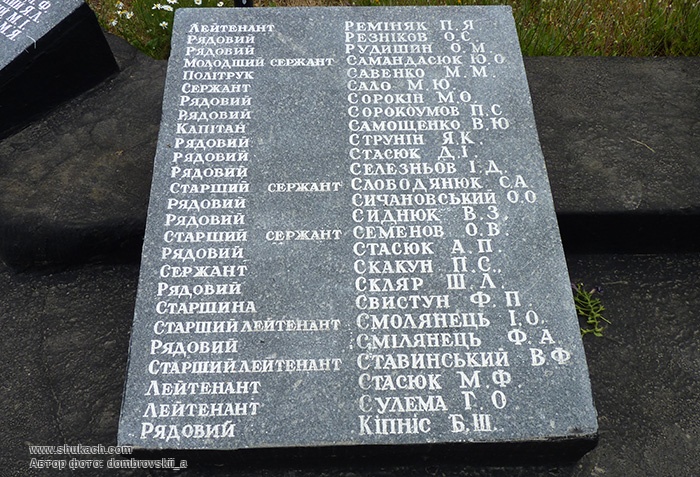 Лейтенант Реміняк П.Я
Рядовий Резніков О.С.
Рядовий Рудишин О.М.
Молодший сержант Самандасюк Ю.О
Політрук Савенко М.М.
Сержант Сало М.Ю.
Рядовий Сорокін М.О.
Рядовий Сорокоумов П.С
Капітан Самощенко В.Ю
Рядовий Струнін Я.К.
Рядовий Стасюк Д.І.
Рядовий Селезньов І.Д.
Старший сержант Слободянюк С.А
Рядовий Сичановський О.О
Рядовий Сиднюк В.З.
Старший сержант Семенов О.В.
Рядовий Стасюк А.П.
Сержант Скакун П.С.
Рядовий Скляр Ш.Л.
Старшина Свистун Ф.П.
Старший лейтенант Смолянець І.О.
Рядовий Смілянець Ф.А
Старший лейтенант Ставинський В Ф
Лейтенант Стасюк М.Ф
Лейтенант Сулема Г.О
Рядовий Кіпніс Б.Ш.
www.shukach.com
Автор фото: dombrovskii_a